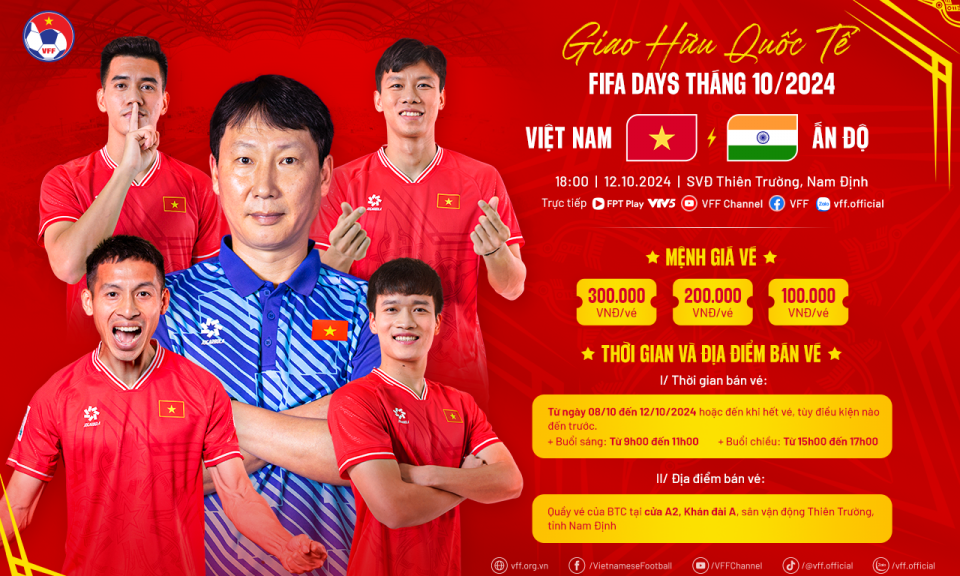 VFF
Giao Hữu Quốc Tế
FIFA DAYS THÁNG 10/2024
VIỆT NAM ẤN ĐỘ
18:00 | 12.10.2024 | SVĐ Thiên Trường, Nam Định
Trực tiếp FPT Play VTV5 VFF Channel VFF Zalo vff.official
MỆNH GIÁ VÉ
300.000 200.000 100.000
VNĐ/vé VNĐ/vé VNĐ/vé
THỜI GIAN VÀ ĐỊA ĐIỂM BÁN VÉ
I/ Thời gian bán vé:
Từ ngày 08/10 đến 12/10/2024 hoặc đến khi hết vé, tùy điều kiện nào
đến trước.
+ Buổi sáng: Từ 9h00 đến 11h00 + Buổi chiều: Từ 15h00 đến 17h00
II/ Địa điểm bán vé:
Quầy vé của BTC tại cửa A2, Khán đài A, sân vận động Thiên Trường,
tỉnh Nam Định
vff.org.vn /VietnameseFootball /VFFChannel /@vff.official Zalo /vff.official